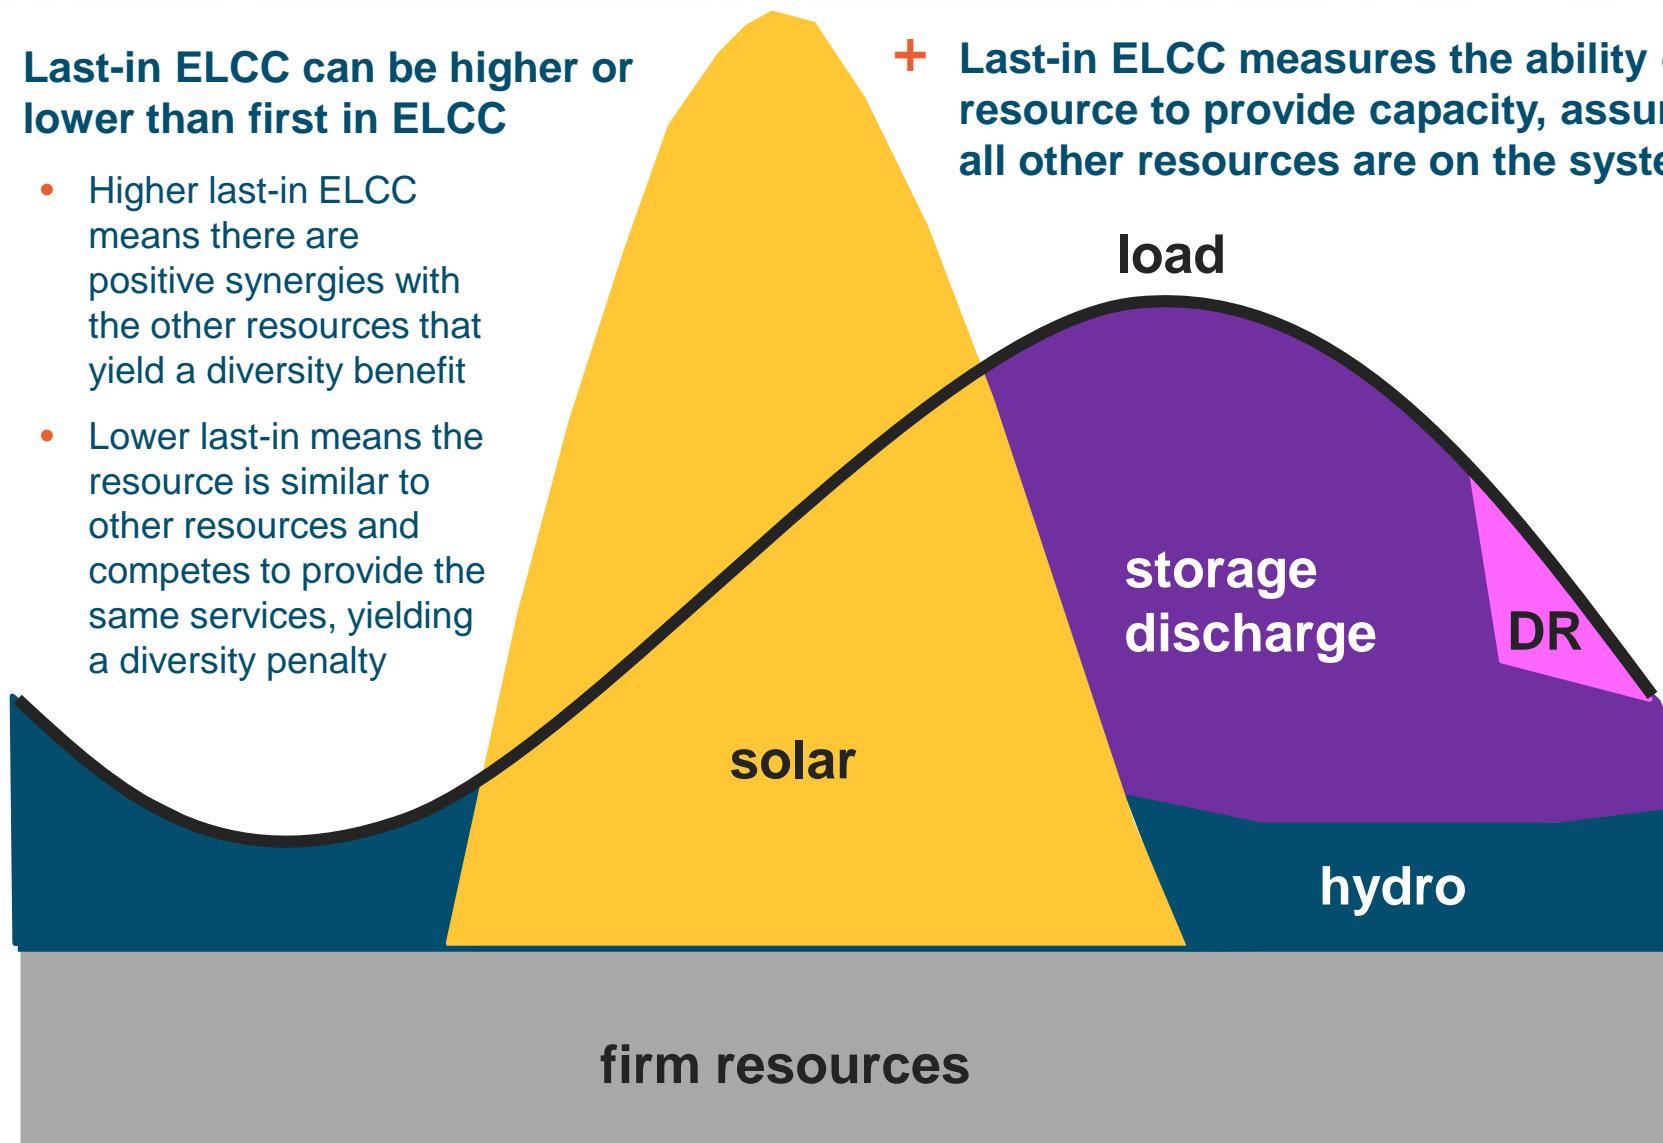 Last-in ELCC can be higher or
lower than first in ELCC
• Higher last-in ELCC
means there are
positive synergies with
the other resources that
yield a diversity benefit
• Lower last-in means the
resource is similar to
other resources and
competes to provide the
same services, yielding
a diversity penalty
+ Last-in ELCC measures the ability
resource to provide capacity,
all other resources are on the
load
storage
discharge
DR
solar
hydro
firm resources